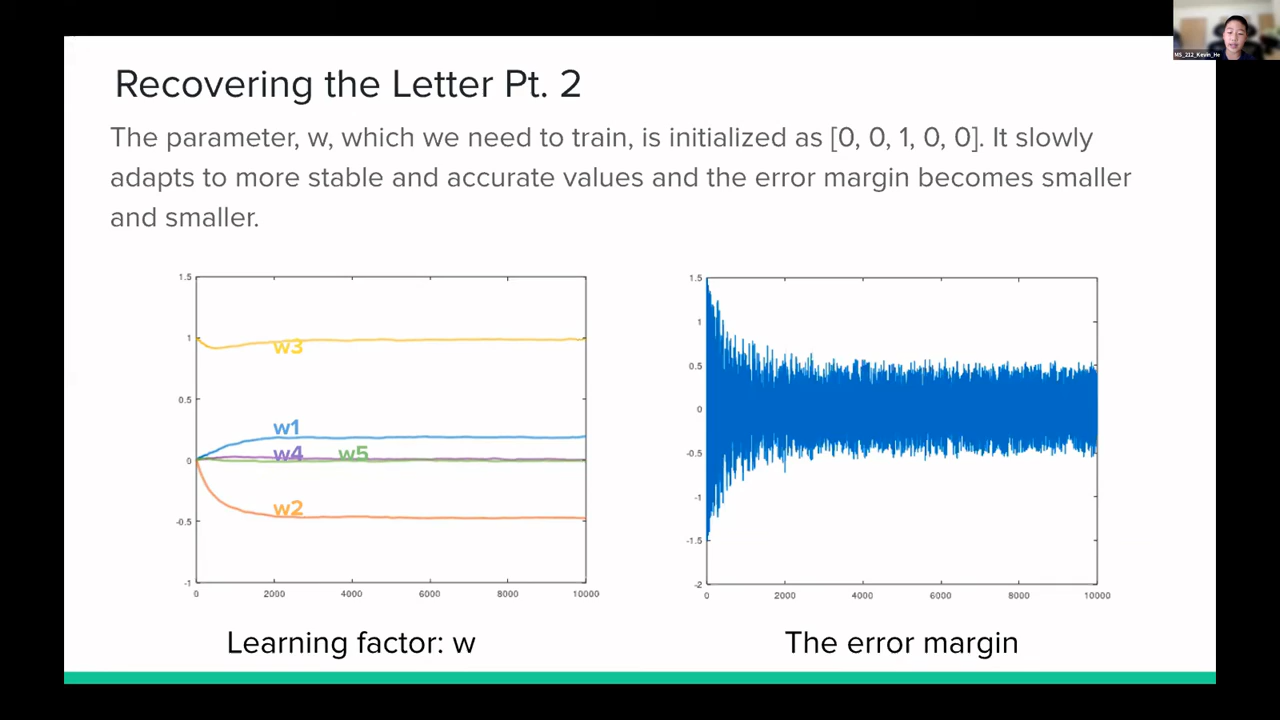 MS_212_Kevin_He
Recovering the Letter Pt. 2
The parameter, w, which we need to train, is initialized as [0, 0, 1, 0, 0]. It slowly
adapts to more stable and accurate values and the error margin becomes smaller
and smaller.
1.5
1
0.5
0
-0.5
-1
w3
w1
w4 w5
w2
0 2000 4000 6000 8000 10000
1.5
1
0.5
0
-0.5
-1
-1.5
-2
0 2000 4000 6000 8000 10000
Learning factor: w
The error margin